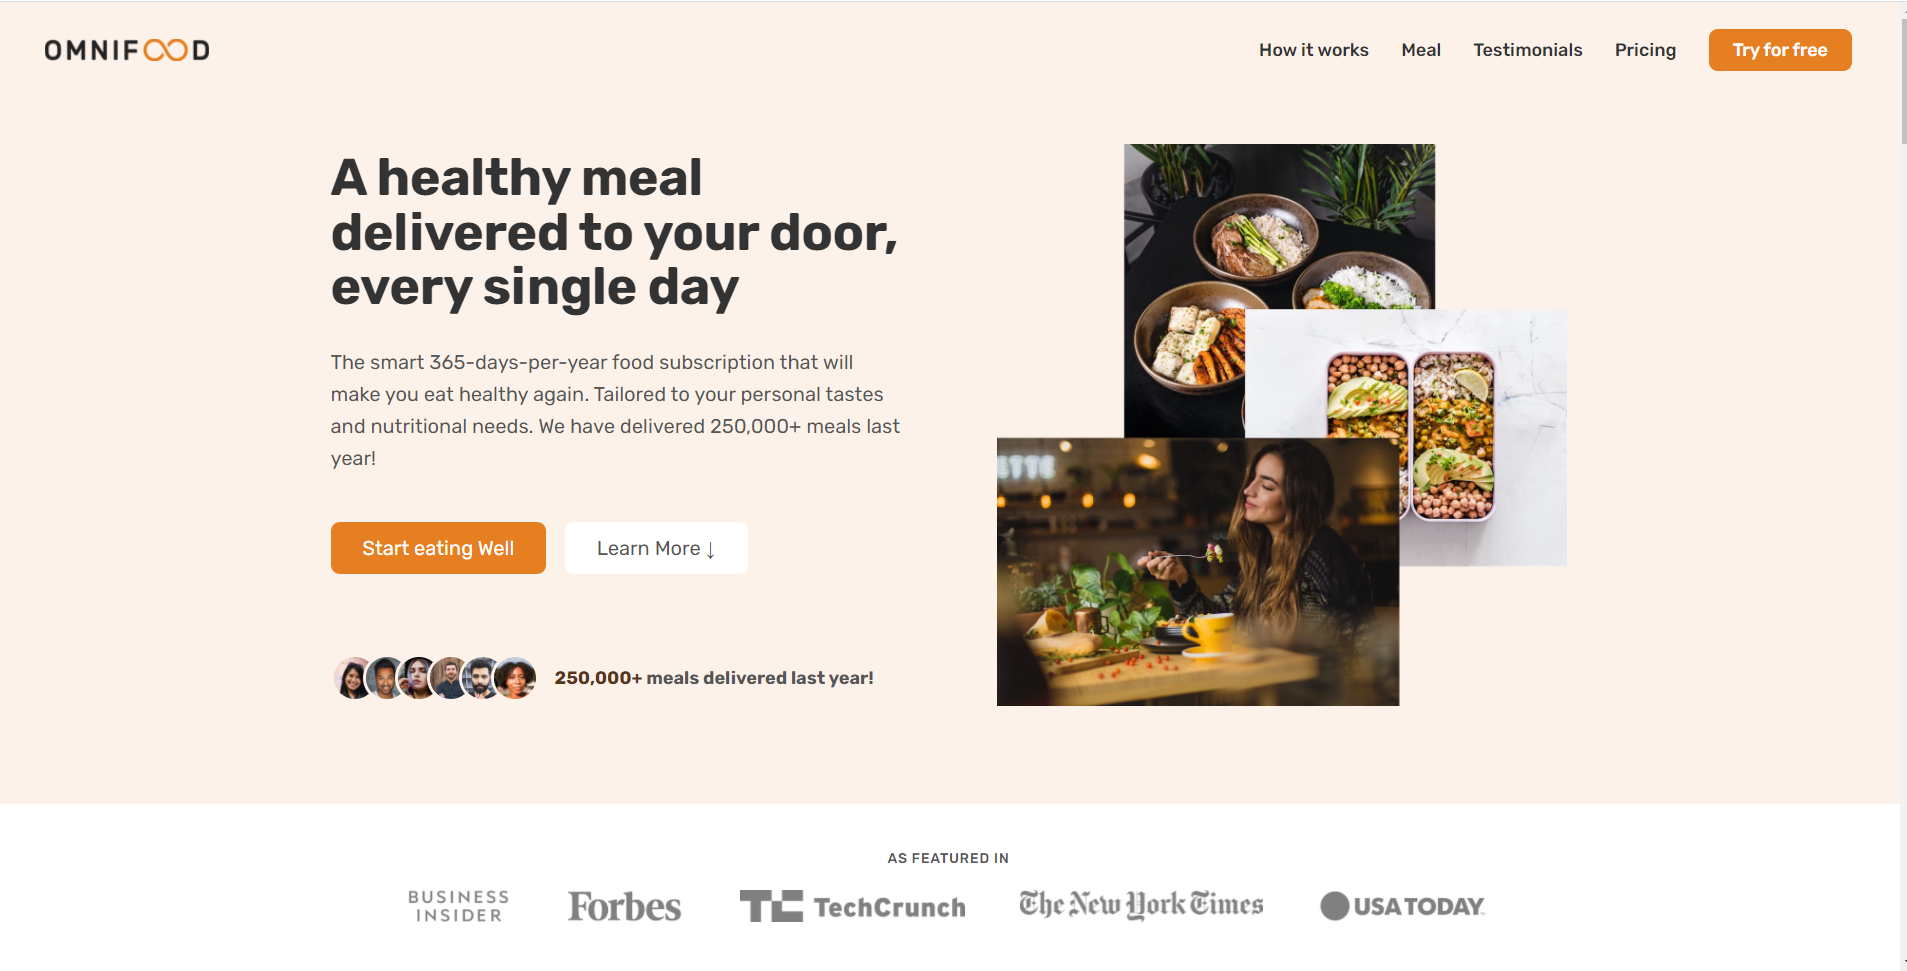 OMNIFOOD
How it works
Meal
Testimonials
Pricing
Try for free
A healthy meal
delivered to your door,
every single day
The smart 365-days-per-year food subscription that will
make you eat healthy again. Tailored to your personal tastes
and nutritional needs. We have delivered 250,000+ meals last
year!
Start eating Well
Learn More ↓
250,000+ meals delivered last year!
AS FEATURED IN
BUSINESS
INSIDER
Forbes
TC TechCrunch
The New York Times
USA TODAY